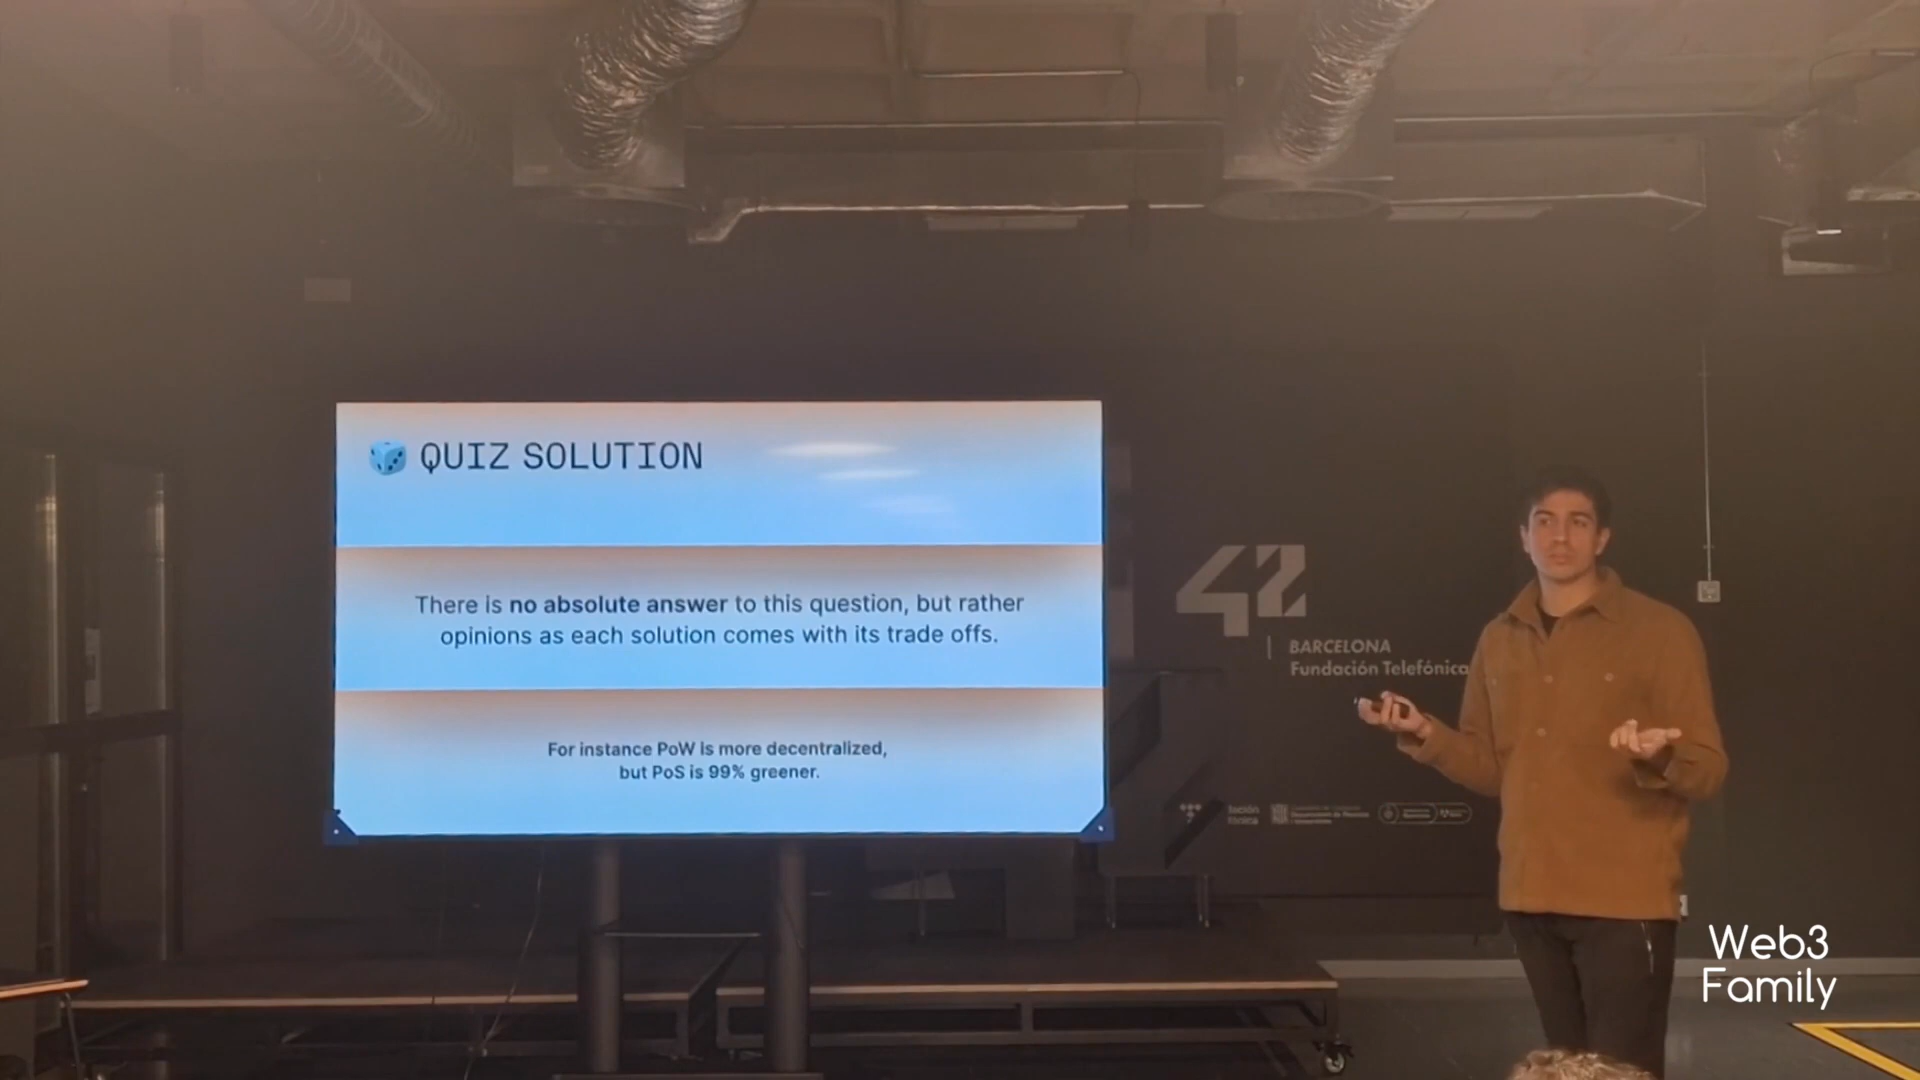 QUIZ SOLUTION
There is no absolute answer to this question, but rather
opinions as each solution comes with its trade offs.
For instance PoW is more decentralized,
but PoS is 99% greener.
42
BARCELONA
Fundación Telefónica
Web3
Family